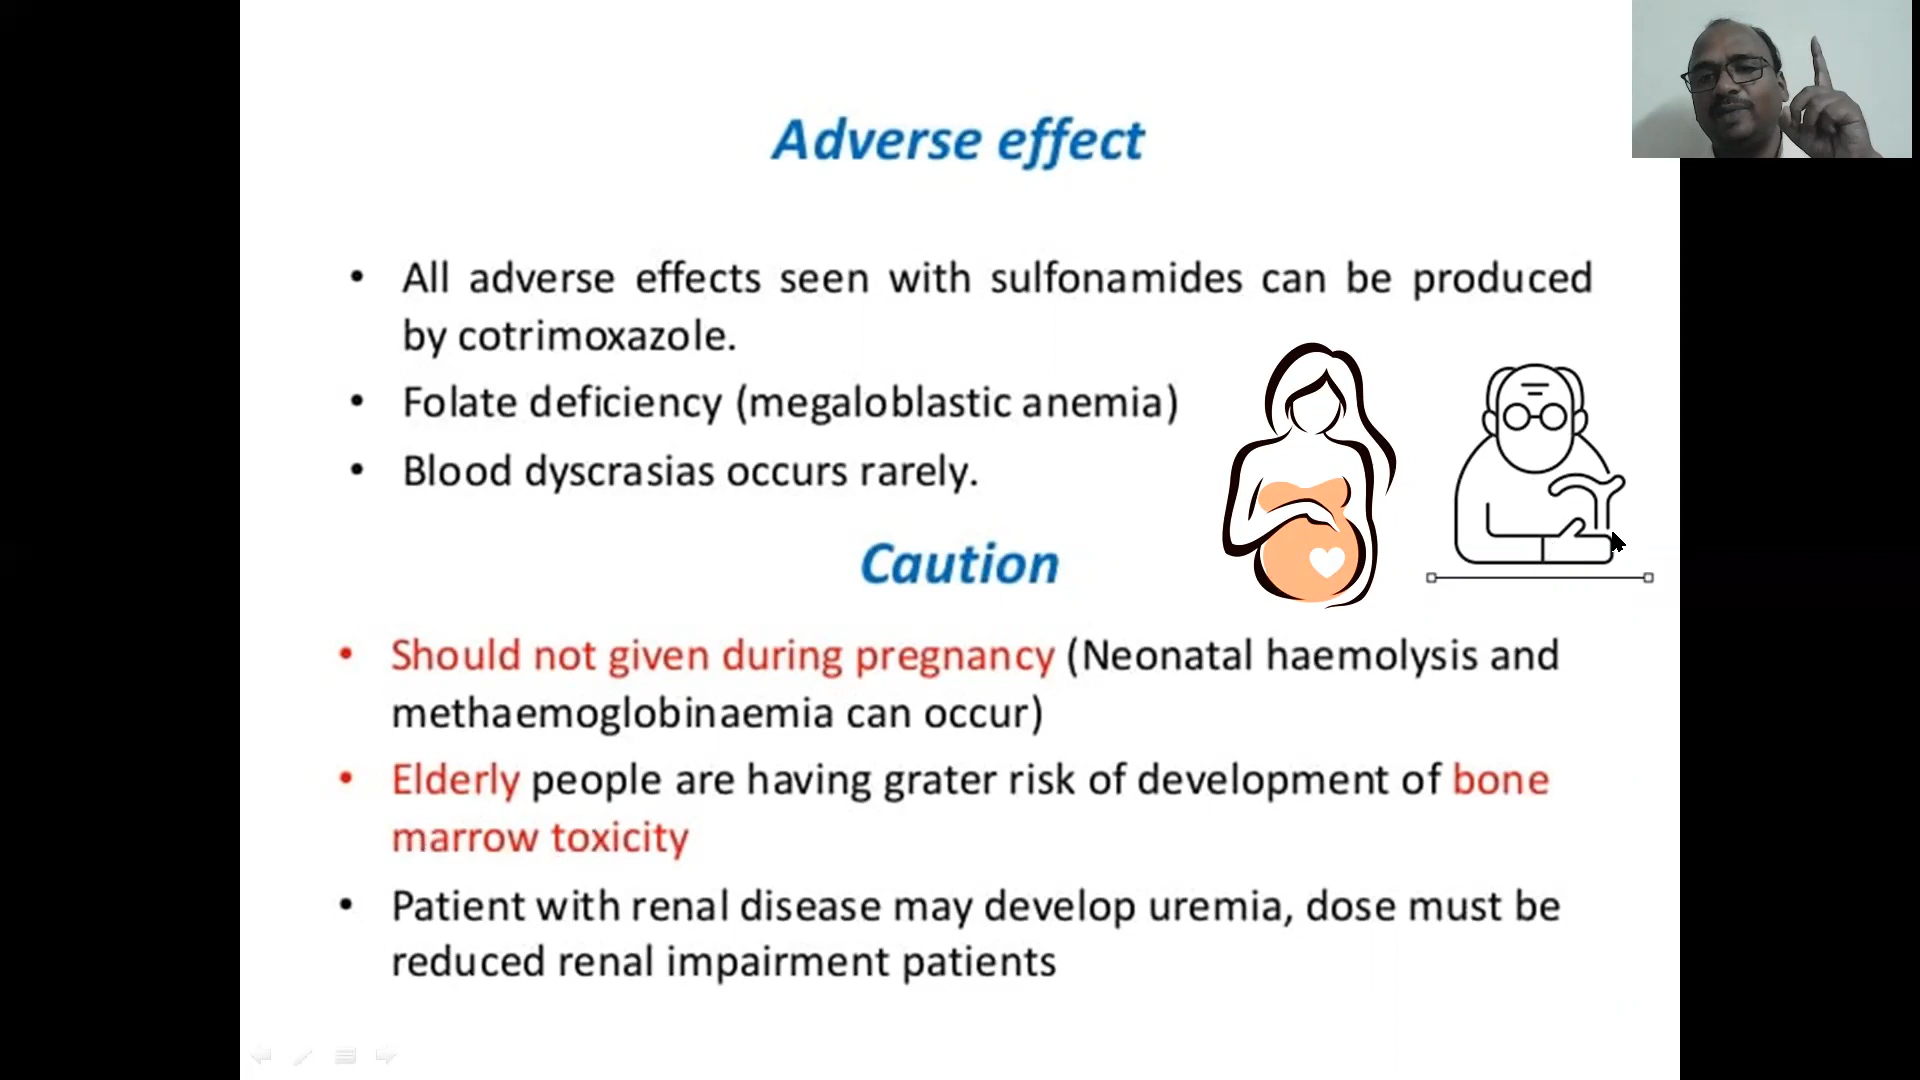 Adverse effect
• All adverse effects seen with sulfonamides can be produced
by cotrimoxazole.
• Folate deficiency (megaloblastic anemia)
• Blood dyscrasias occurs rarely.
Caution
• Should not given during pregnancy (Neonatal haemolysis and
methaemoglobinaemia can occur)
• Elderly people are having grater risk of development of bone
marrow toxicity
• Patient with renal disease may develop uremia, dose must be
reduced renal impairment patients